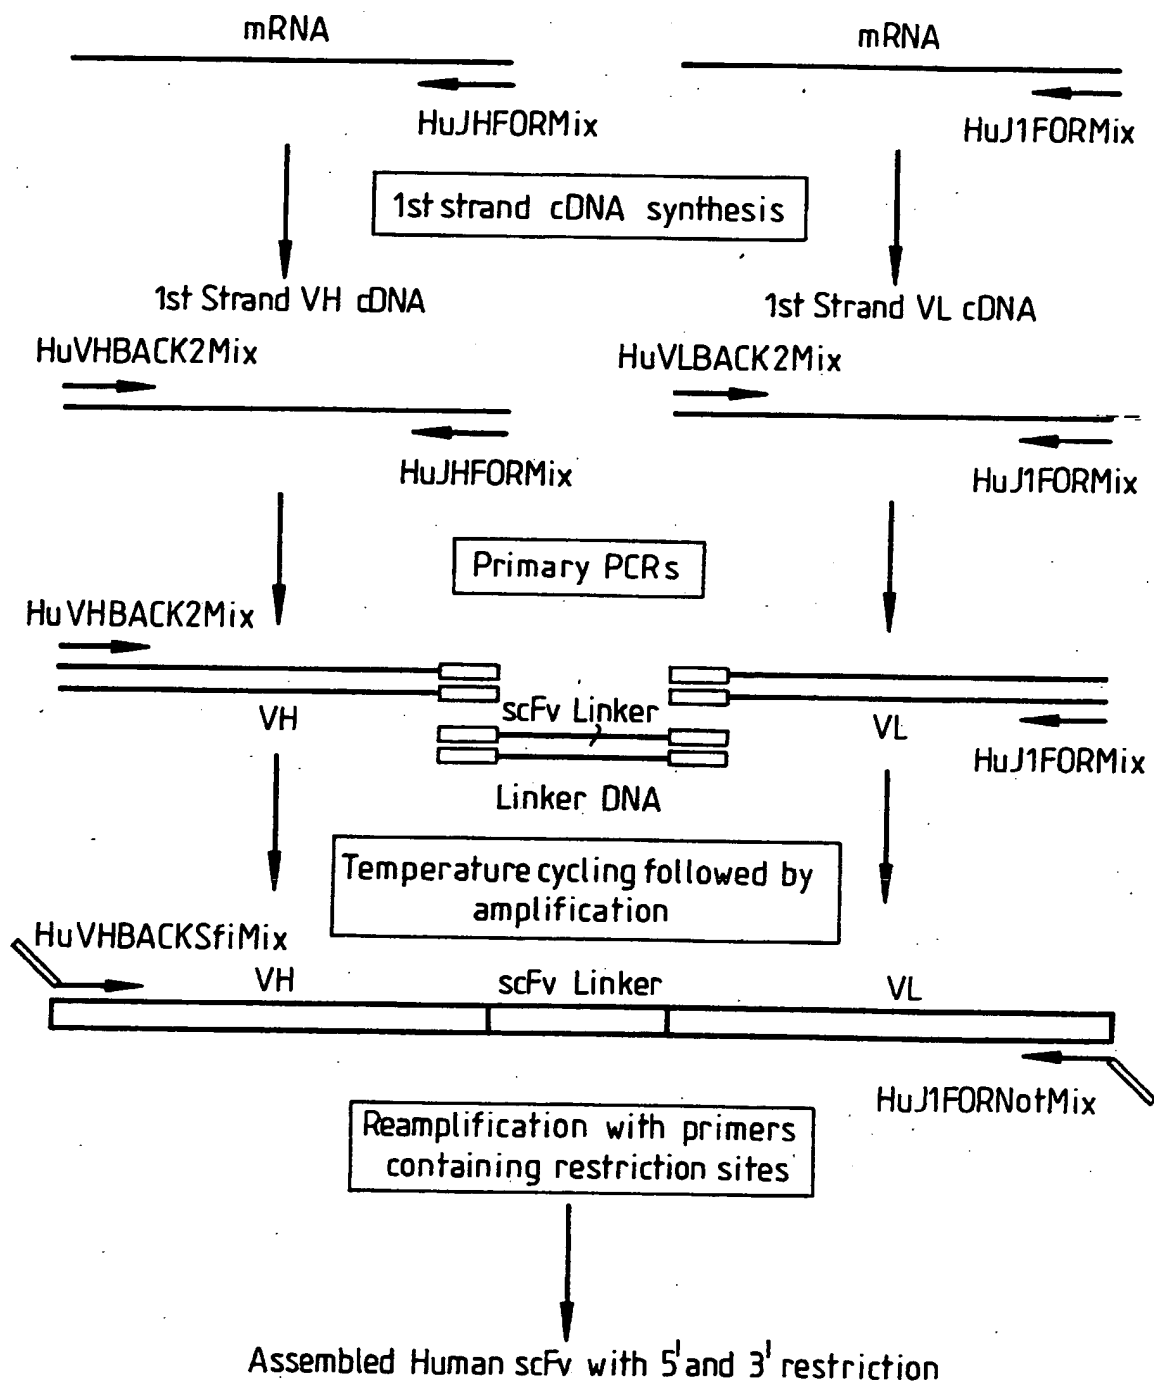 mRNA
mRNA
HuJHFORMix
HuJ1FORMix
1st strand cDNA synthesis
1st Strand VH cDNA
1st Strand VL cDNA
HuVHBACK2Mix
HuVLBACK2Mix
HuJHFORMix
HuJ1FORMix
Primary PCRs
HuVHBACK2Mix
VH
scFv Linker
VL
HuJ1FORMix
Linker DNA
Temperature cycling followed by
amplification
HuVHBACKSfiMix
VH
scFv Linker
VL
HuJ1FORNotMix
Reamplification with primers
containing restriction sites
Assembled Human scFv with 5' and 3' restriction